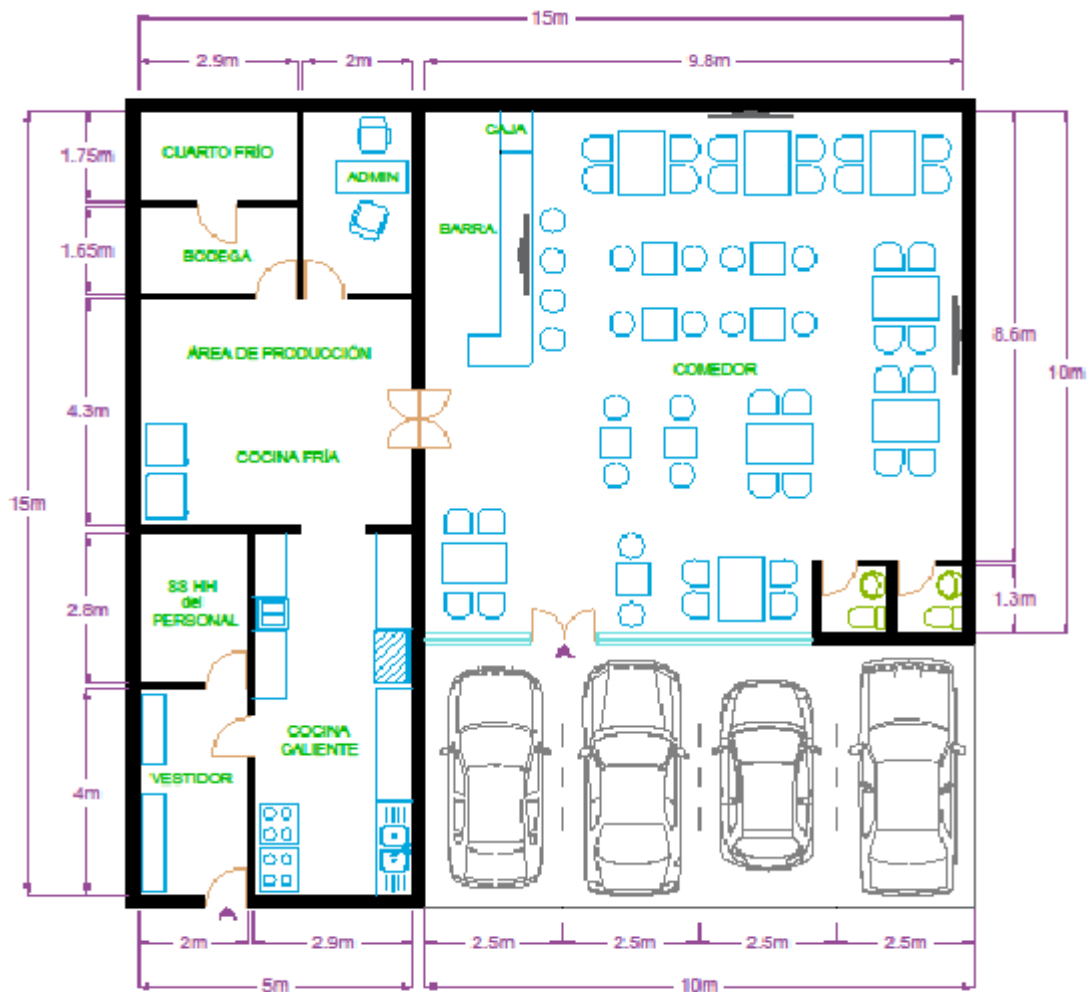 15m
2.9m
2m
9.8m
CAJA
CUARTO FRÍO
1.75m
ADMIN
BARRA
1.65m
BODEGA
8.6m
ÁREA DE PRODUCCIÓN
COMEDOR
10m
4.3m
COCINA FRÍA
15m
SS HH
del
PERSONAL
2.8m
1.3m
COCINA
CALIENTE
VESTIDOR
4m
2m
2.9m
2.5m
2.5m
2.5m
2.5m
5m
10m